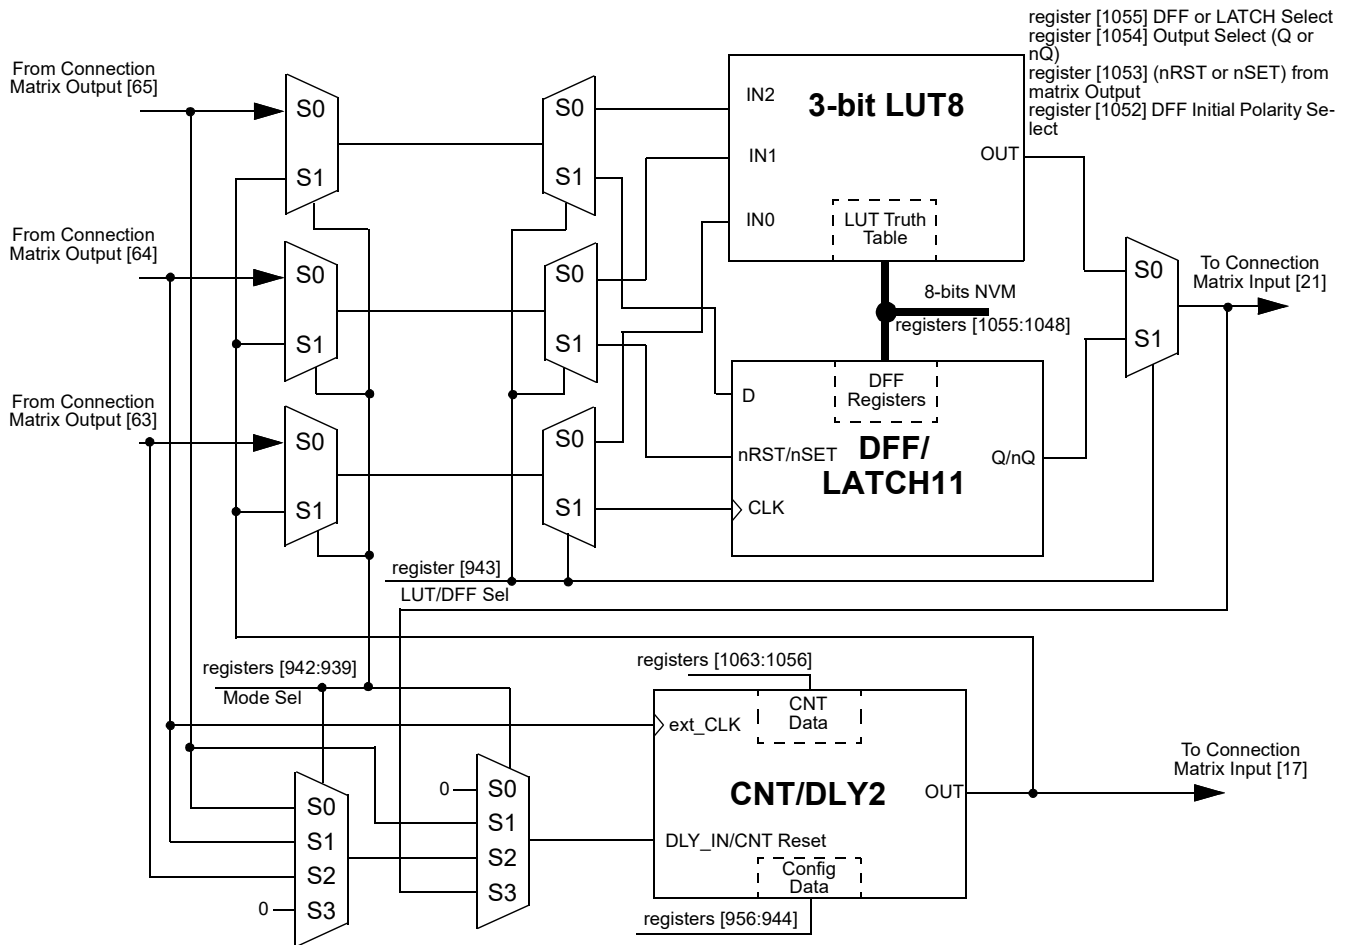 register [1055] DFF or LATCH Select
register [1054] Output Select (Q or
nQ)
register [1053] (nRST or nSET) from
matrix Output
register [1052] DFF Initial Polarity Se-
lect
From Connection
Matrix Output [65]
S0
S1
S0
S1
IN2
IN1
IN0
3-bit LUT8
OUT
LUT Truth
Table
From Connection
Matrix Output [64]
S0
S1
S0
S1
8-bits NVM
registers [1055:1048]
S0
S1
To Connection
Matrix Input [21]
From Connection
Matrix Output [63]
S0
S1
S0
S1
D
nRST/nSET
CLK
DFF
Registers
DFF/
LATCH11
Q/nQ
register [943]
LUT/DFF Sel
registers [942:939]
Mode Sel
registers [1063:1056]
ext_CLK
CNT
Data
CNT/DLY2
OUT
To Connection
Matrix Input [17]
DLY_IN/CNT Reset
Config
Data
registers [956:944]
S0
S1
S2
S3
0
0
S0
S1
S2
S3